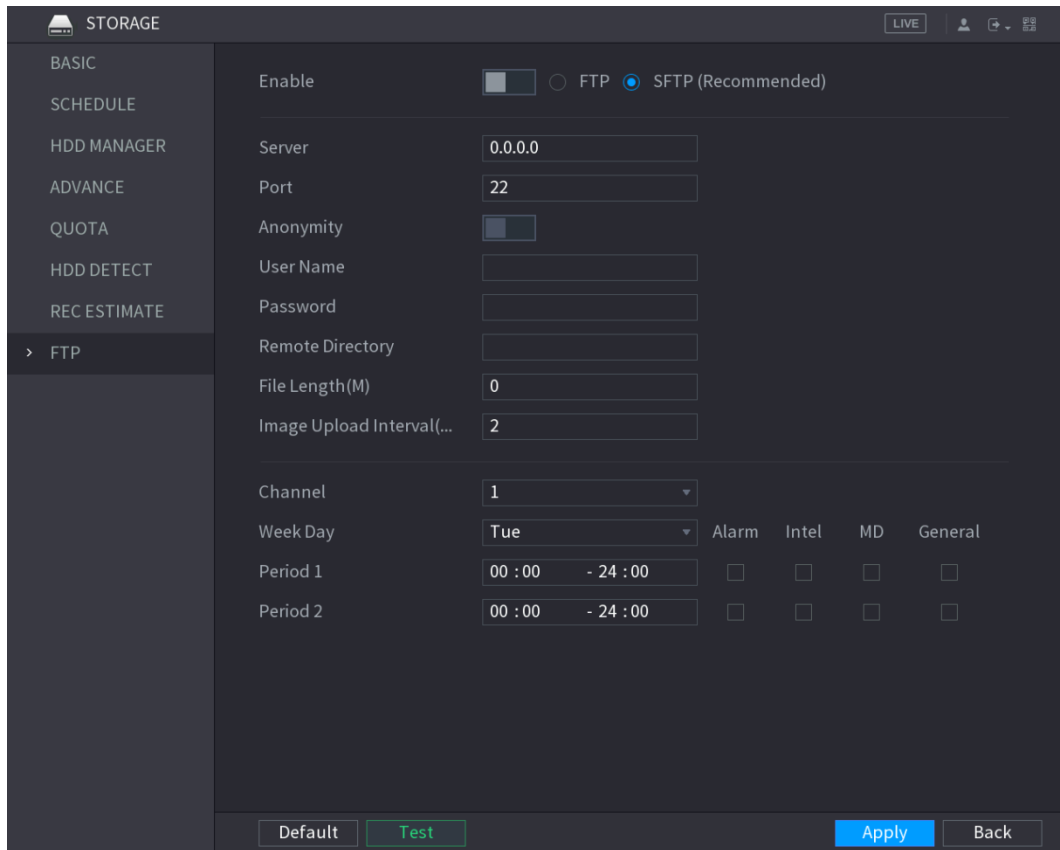 STORAGE LIVE
BASIC
SCHEDULE
HDD MANAGER
ADVANCE
QUOTA
HDD DETECT
REC ESTIMATE
FTP
Enable FTP SFTP (Recommended)
Server 0.0.0.0
Port 22
Anonymity
User Name
Password
Remote Directory
File Length(M) 0
Image Upload Interval(... 2
Channel 1
Week Day Tue Alarm Intel MD General
Period 1 00 : 00 - 24 : 00
Period 2 00 : 00 - 24 : 00
Default Test Apply Back